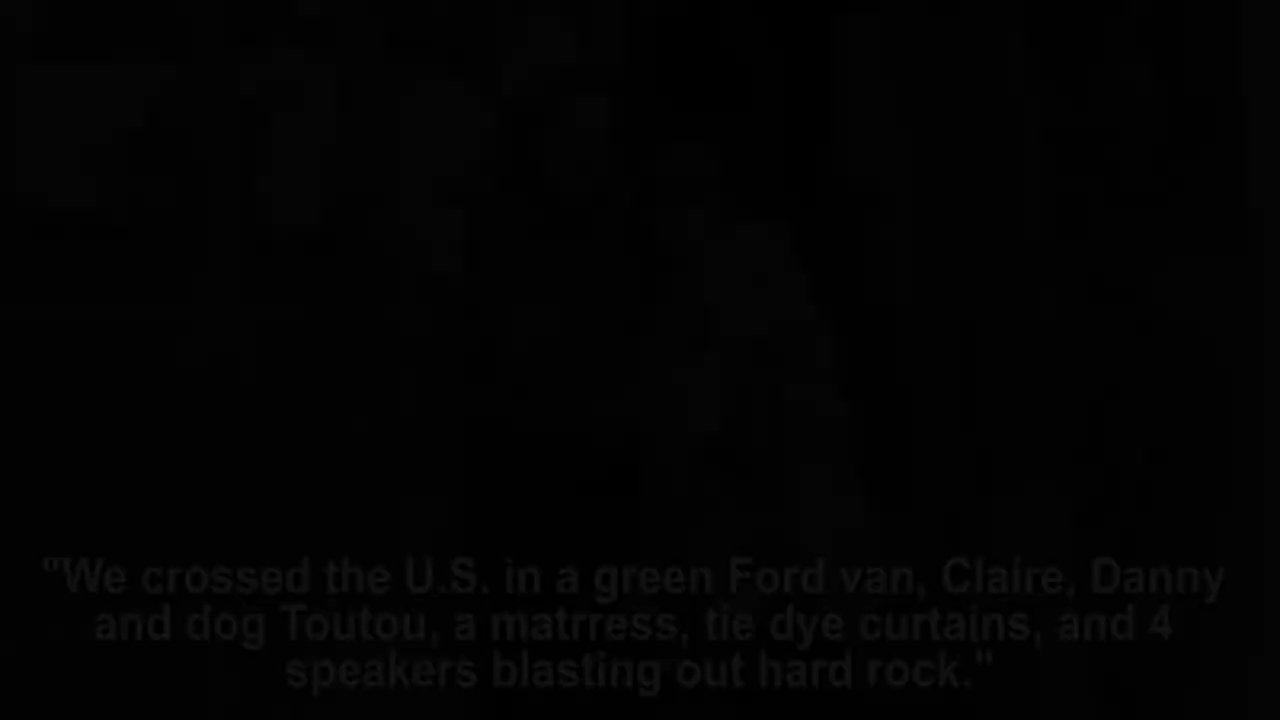 "We crossed the U.S. in a green Ford van, Claire, Danny
and dog Toutou, a matrress, tie dye curtains, and 4
speakers blasting out hard rock."